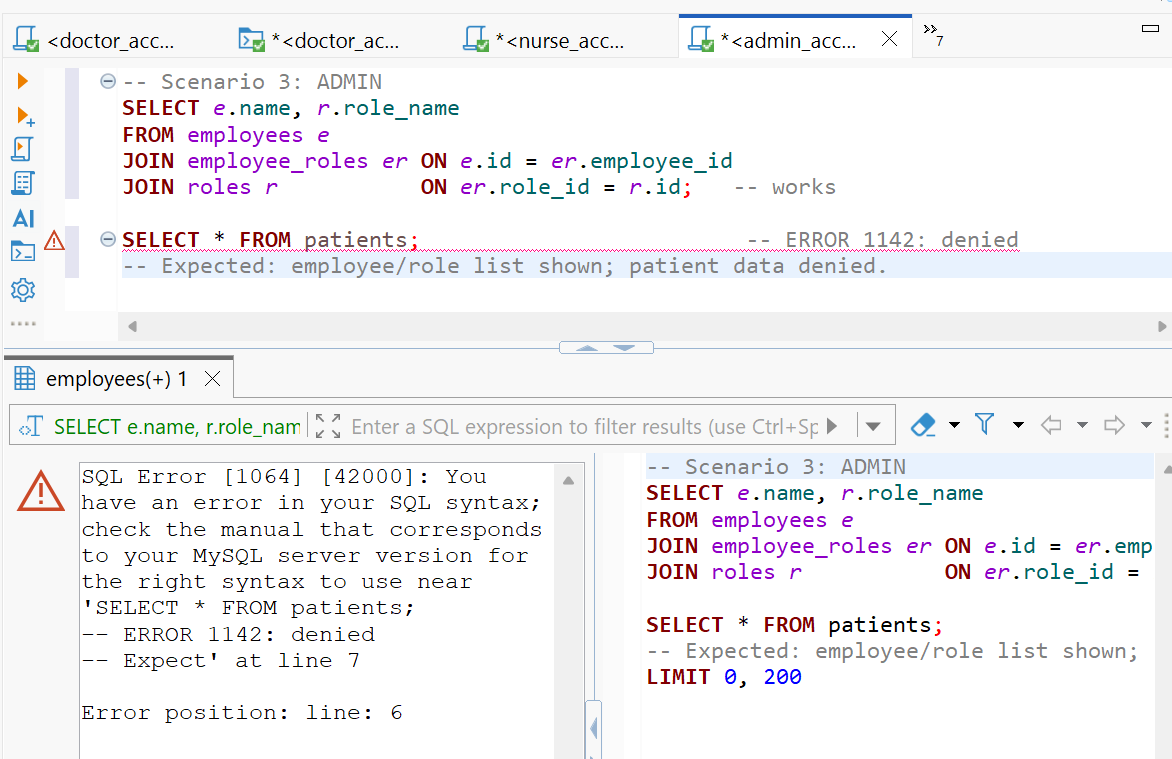 <doctor_acc...
*<doctor_ac...
*<nurse_acc...
*<admin_acc...
»7
-- Scenario 3: ADMIN
SELECT e.name, r.role_name
FROM employees e
JOIN employee_roles er ON e.id = er.employee_id
JOIN roles r           ON er.role_id = r.id;   -- works
AI
SELECT * FROM patients;                         -- ERROR 1142: denied
-- Expected: employee/role list shown; patient data denied.
employees(+) 1
SELECT e.name, r.role_nam
Enter a SQL expression to filter results (use Ctrl+Sp
SQL Error [1064] [42000]: You
have an error in your SQL syntax;
check the manual that corresponds
to your MySQL server version for
the right syntax to use near
'SELECT * FROM patients;
-- ERROR 1142: denied
-- Expect' at line 7
Error position: line: 6
-- Scenario 3: ADMIN
SELECT e.name, r.role_name
FROM employees e
JOIN employee_roles er ON e.id = er.emp
JOIN roles r           ON er.role_id =
SELECT * FROM patients;
-- Expected: employee/role list shown;
LIMIT 0, 200